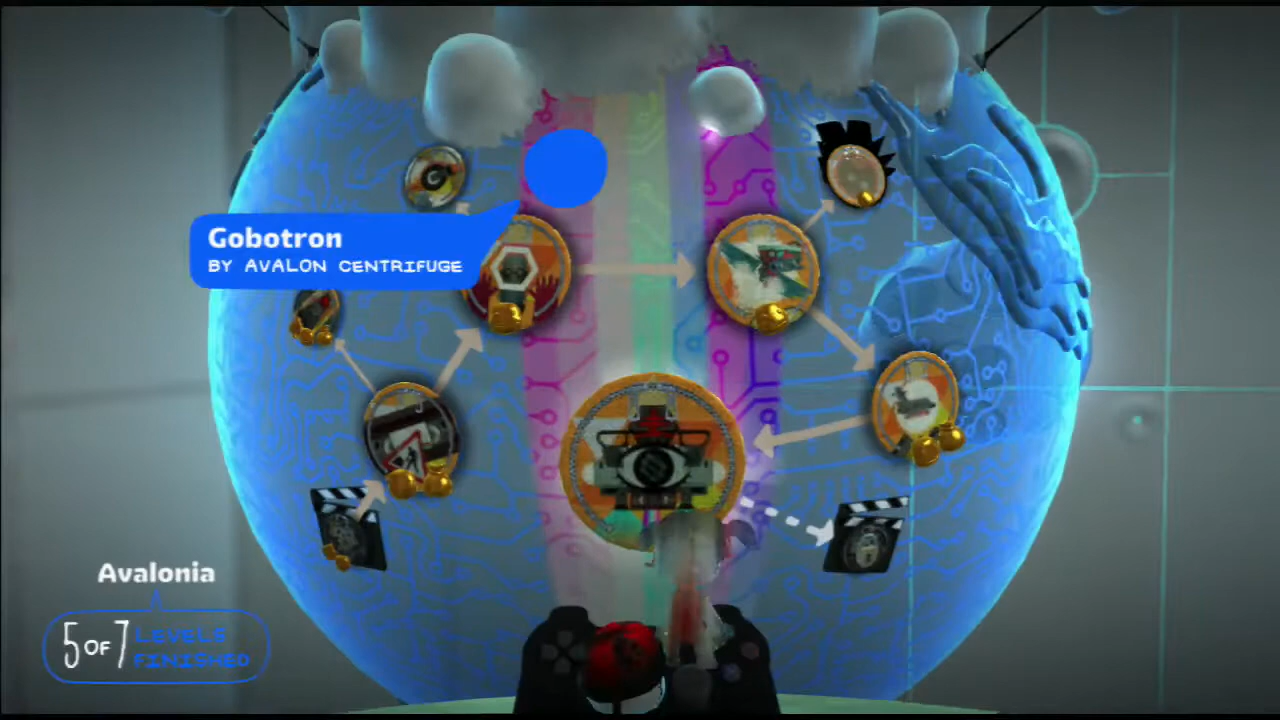 Gobotron
BY AVALON CENTRIFUGE
Avalonia
5 OF 7 LEVELS
FINISHED